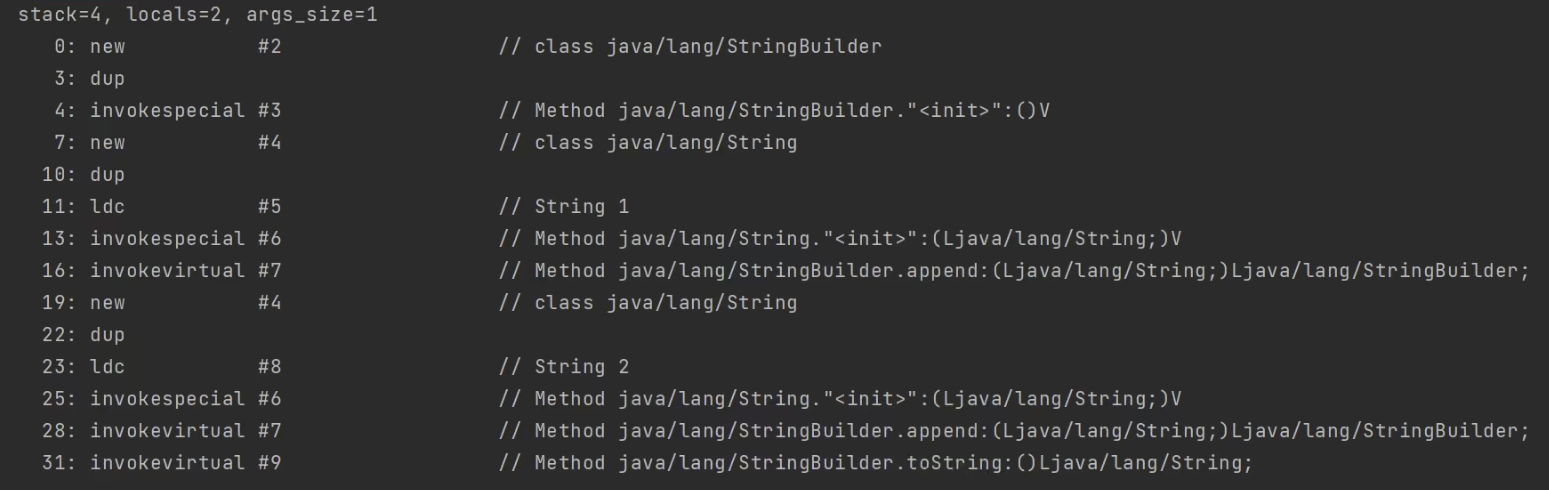 stack=4, locals=2, args_size=1
0: new #2 // class java/lang/StringBuilder
3: dup
4: invokespecial #3 // Method java/lang/StringBuilder."<init>":()V
7: new #4 // class java/lang/String
10: dup
11: ldc #5 // String 1
13: invokespecial #6 // Method java/lang/String."<init>":(Ljava/lang/String;)V
16: invokevirtual #7 // Method java/lang/StringBuilder.append:(Ljava/lang/String;)Ljava/lang/StringBuilder;
19: new #4 // class java/lang/String
22: dup
23: ldc #8 // String 2
25: invokespecial #6 // Method java/lang/String."<init>":(Ljava/lang/String;)V
28: invokevirtual #7 // Method java/lang/StringBuilder.append:(Ljava/lang/String;)Ljava/lang/StringBuilder;
31: invokevirtual #9 // Method java/lang/StringBuilder.toString:()Ljava/lang/String;